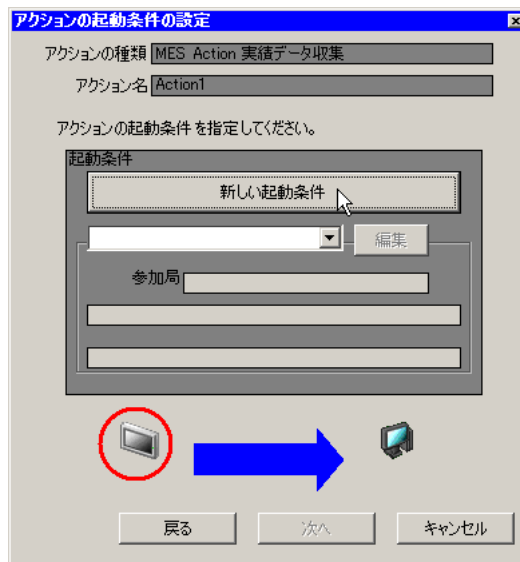 アクションの起動条件の設定
アクションの種類 MES Action 実績データ収集
アクション名 Action1
アクションの起動条件を指定してください。
起動条件
新しい起動条件
編集
参加局
戻る 次へ キャンセル